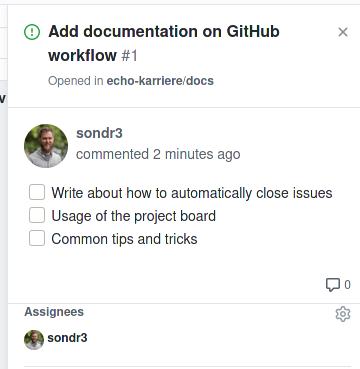 Add documentation on GitHub
workflow #1
Opened in echo-karriere/docs
v
sondr3
commented 2 minutes ago
Write about how to automatically close issues
Usage of the project board
Common tips and tricks
0
Assignees
sondr3